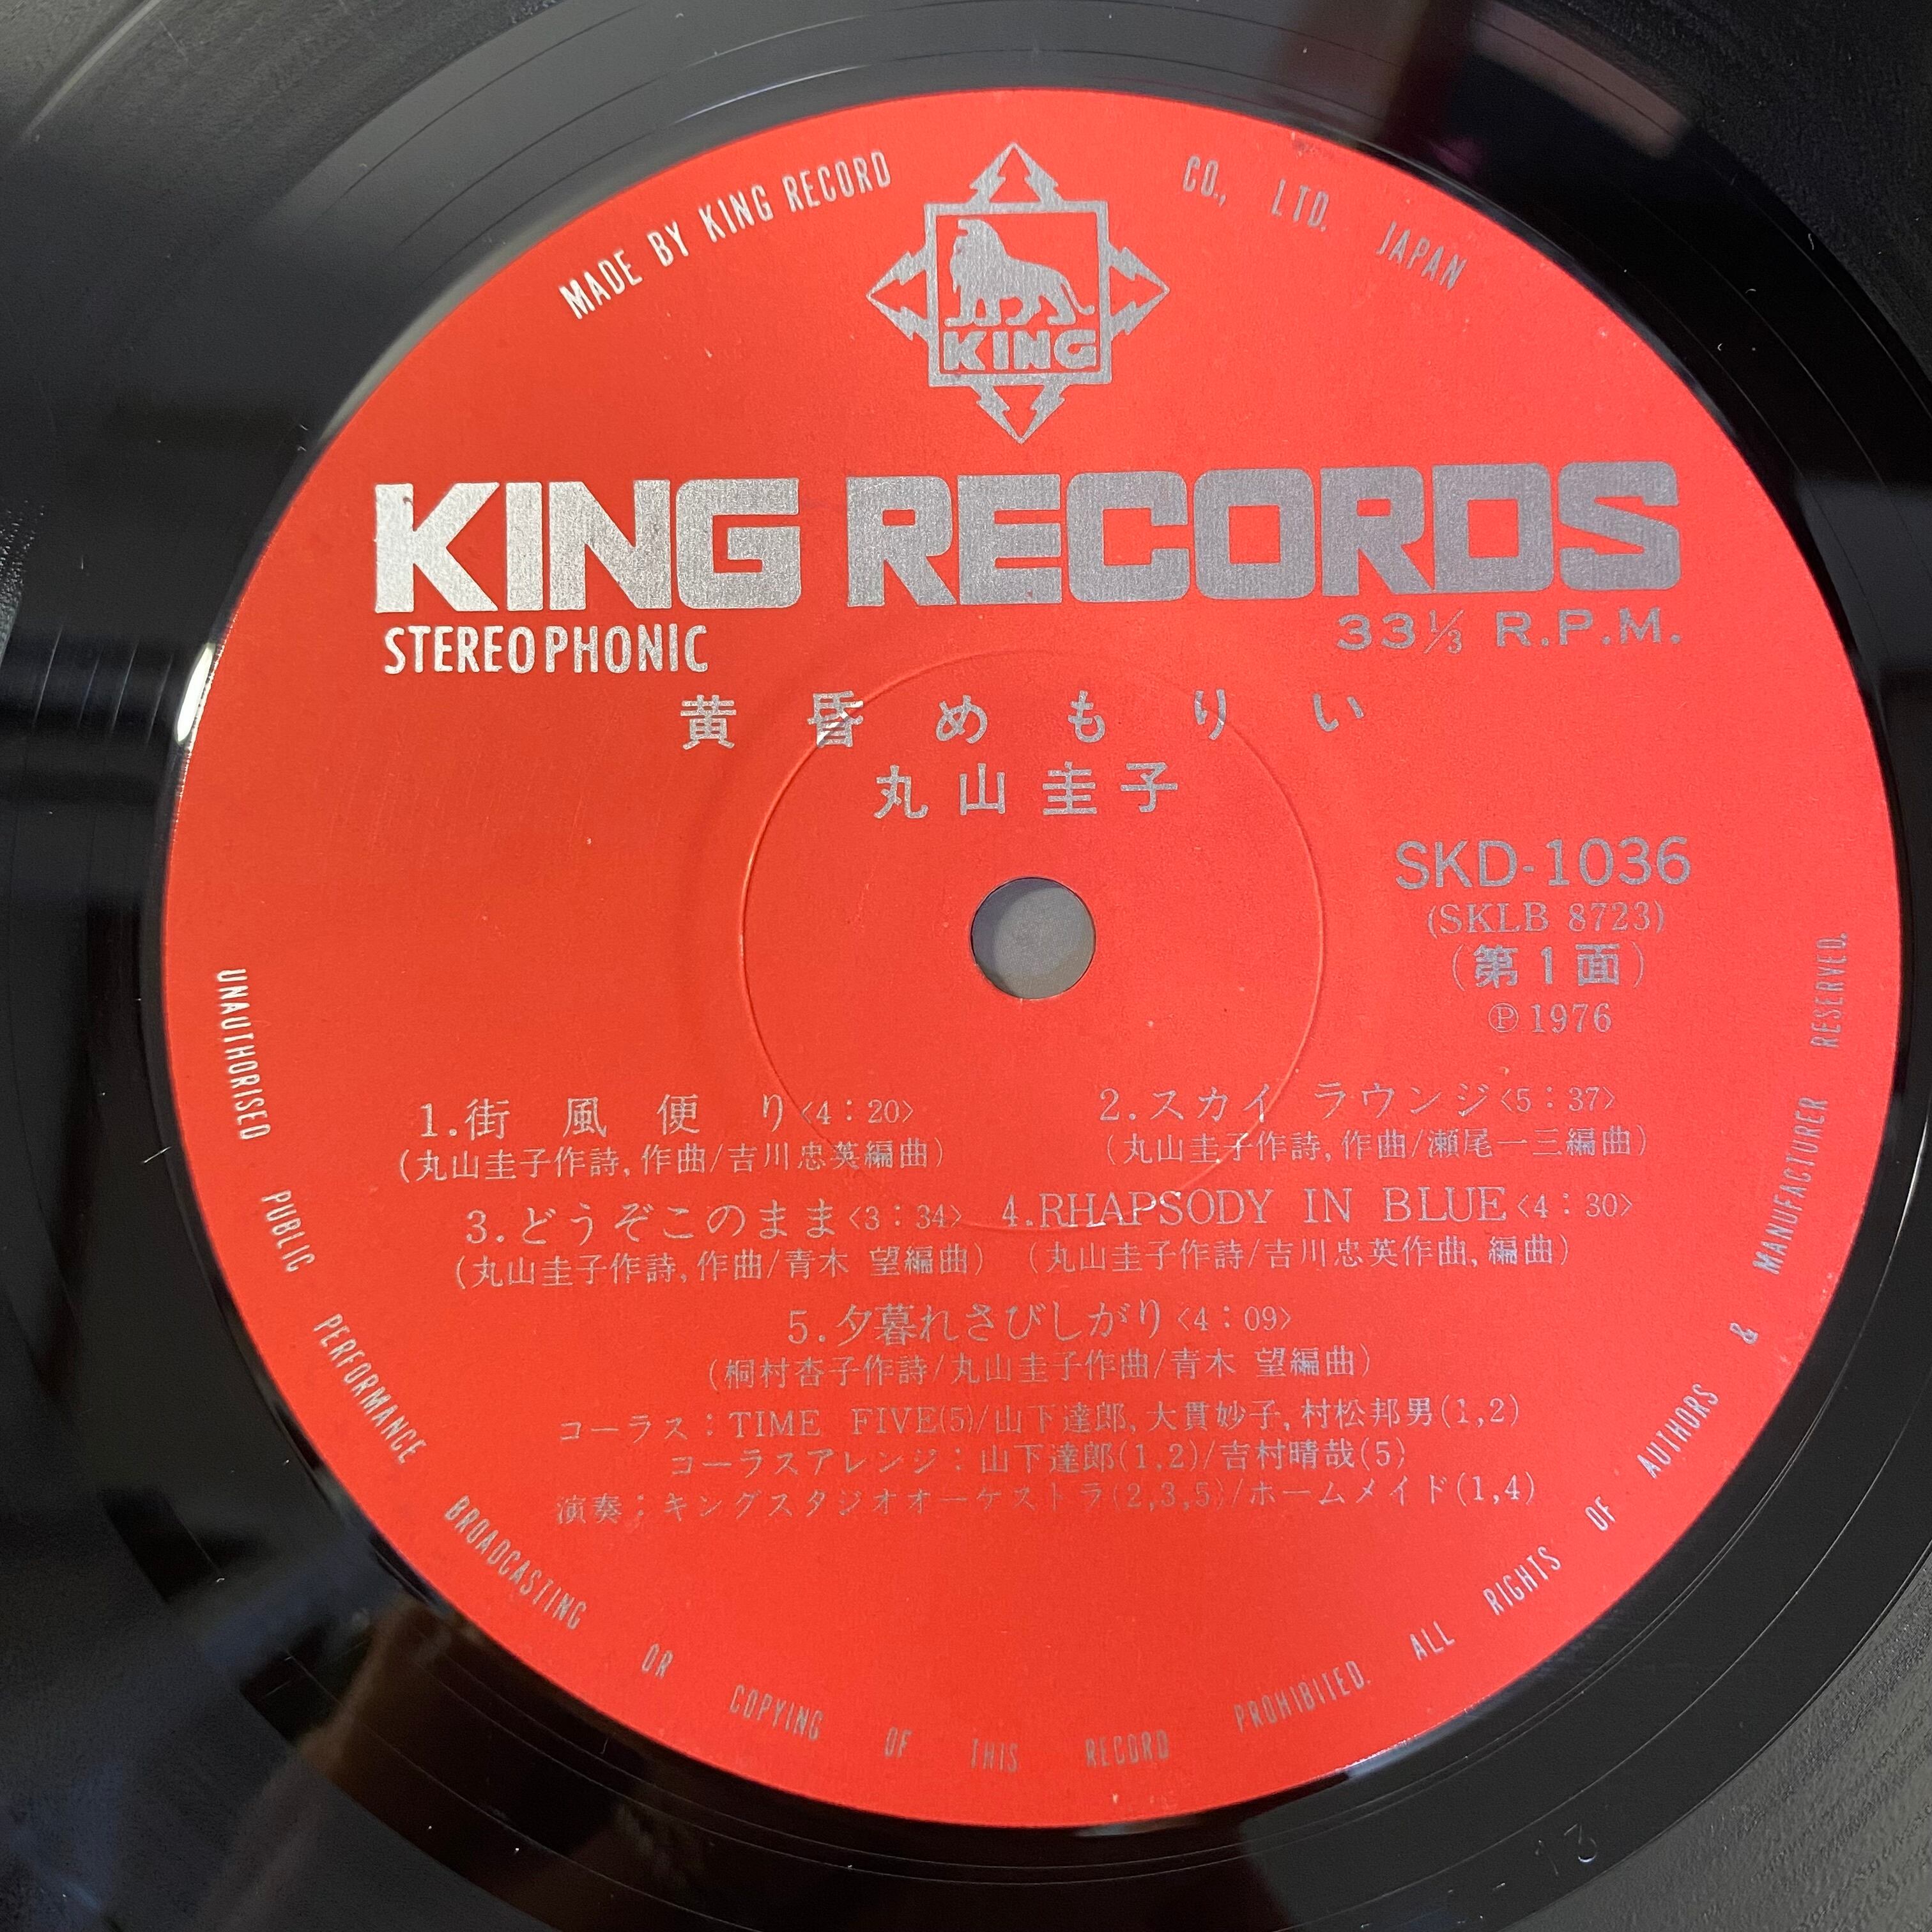 MADE BY KING RECORD CO., LTD. JAPAN
KING
KING RECORDS
STEREOPHONIC
33⅓ R.P.M.
黄昏めもりい
丸山圭子
SKD-1036
(SKLB 8723)
(第1面)
Ⓟ1976
1.街風便り<4:20>
(丸山圭子作詩,作曲/吉川忠英編曲)
2.スカイ ラウンジ<5:37>
(丸山圭子作詩,作曲/瀬尾一三編曲)
3.どうぞこのまま<3:34>
(丸山圭子作詩,作曲/青木 望編曲)
4.RHAPSODY IN BLUE<4:30>
(丸山圭子作詩/吉川忠英作曲,編曲)
5.夕暮れさびしがり<4:09>
(桐村杏子作詩/丸山圭子作曲/青木 望編曲)
コーラス:TIME FIVE(5)/山下達郎,大貫妙子,村松邦男(1,2)
コーラスアレンジ:山下達郎(1,2)/吉村晴哉(5)
演奏:キングスタジオオーケストラ(2,3,5)/ホームメイド(1,4)
UNAUTHORISED PUBLIC PERFORMANCE BROADCASTING OR COPYING OF THIS RECORD PROHIBITED. ALL RIGHTS OF AUTHORS & MANUFACTURER RESERVED.